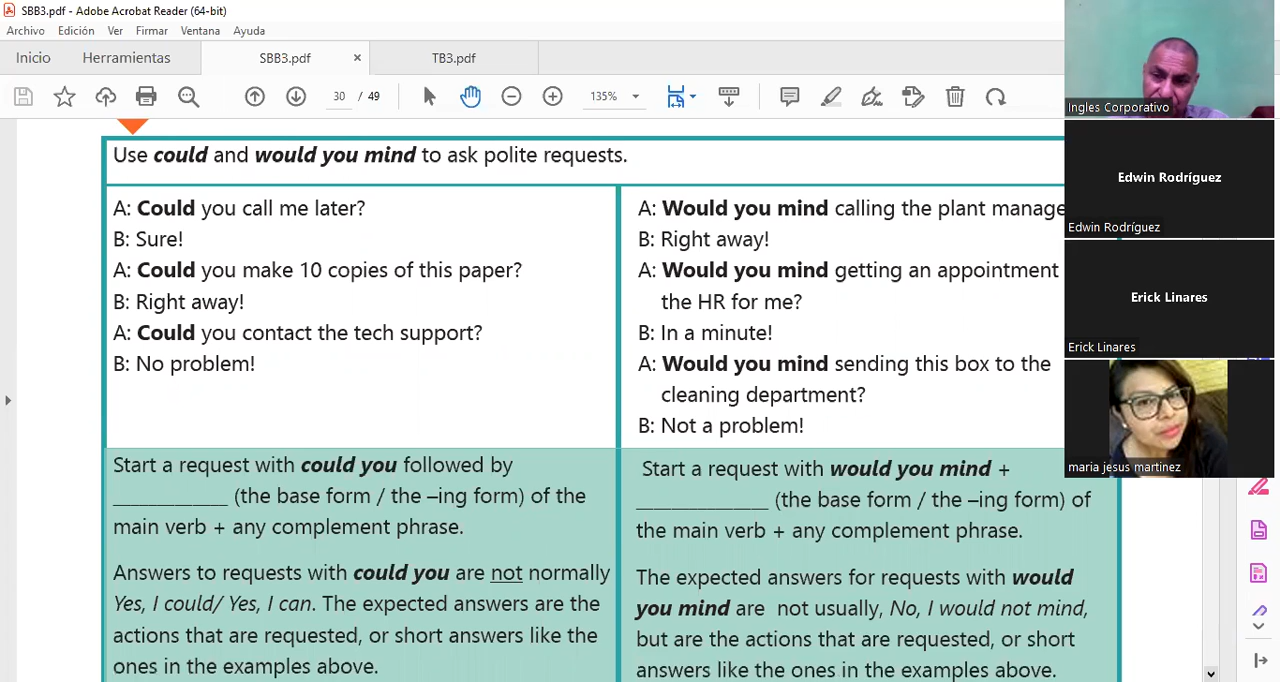 SBB3.pdf - Adobe Acrobat Reader (64-bit)
Archivo Edición Ver Firmar Ventana Ayuda
Inicio Herramientas SBB3.pdf × TB3.pdf
30 / 49 135%
Use could and would you mind to ask polite requests.
A: Could you call me later?
B: Sure!
A: Could you make 10 copies of this paper?
B: Right away!
A: Could you contact the tech support?
B: No problem!
A: Would you mind calling the plant manage
B: Right away!
A: Would you mind getting an appointment
the HR for me?
B: In a minute!
A: Would you mind sending this box to the
cleaning department?
B: Not a problem!
Start a request with could you followed by
____________ (the base form / the –ing form) of the
main verb + any complement phrase.
Answers to requests with could you are not normally
Yes, I could/ Yes, I can. The expected answers are the
actions that are requested, or short answers like the
ones in the examples above.
Start a request with would you mind +
______________ (the base form / the –ing form) of
the main verb + any complement phrase.
The expected answers for requests with would
you mind are not usually, No, I would not mind,
but are the actions that are requested, or short
answers like the ones in the examples above.
Ingles Corporativo
Edwin Rodríguez
Edwin Rodríguez
Erick Linares
Erick Linares
maria jesus martinez